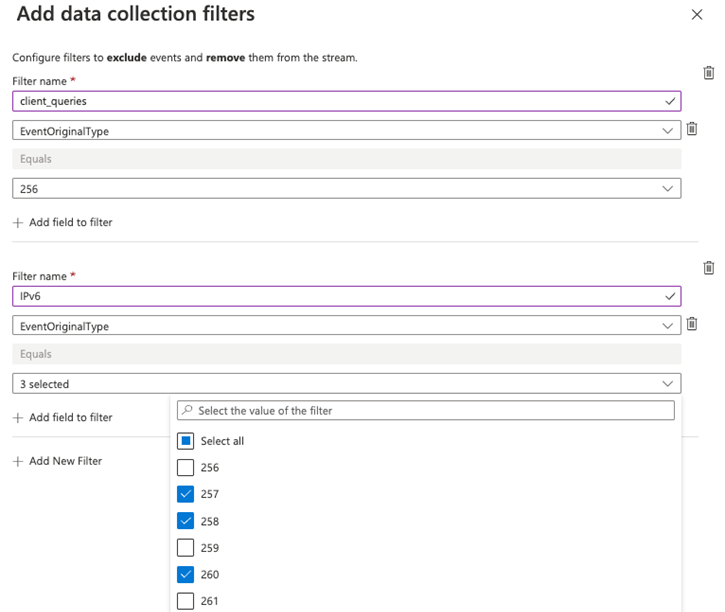 Add data collection filters
Configure filters to exclude events and remove them from the stream.
Filter name *
client_queries
EventOriginalType
Equals
256
Add field to filter
Filter name *
IPv6
EventOriginalType
Equals
3 selected
Select the value of the filter
Add field to filter
Select all
Add New Filter
256
257
258
259
260
261